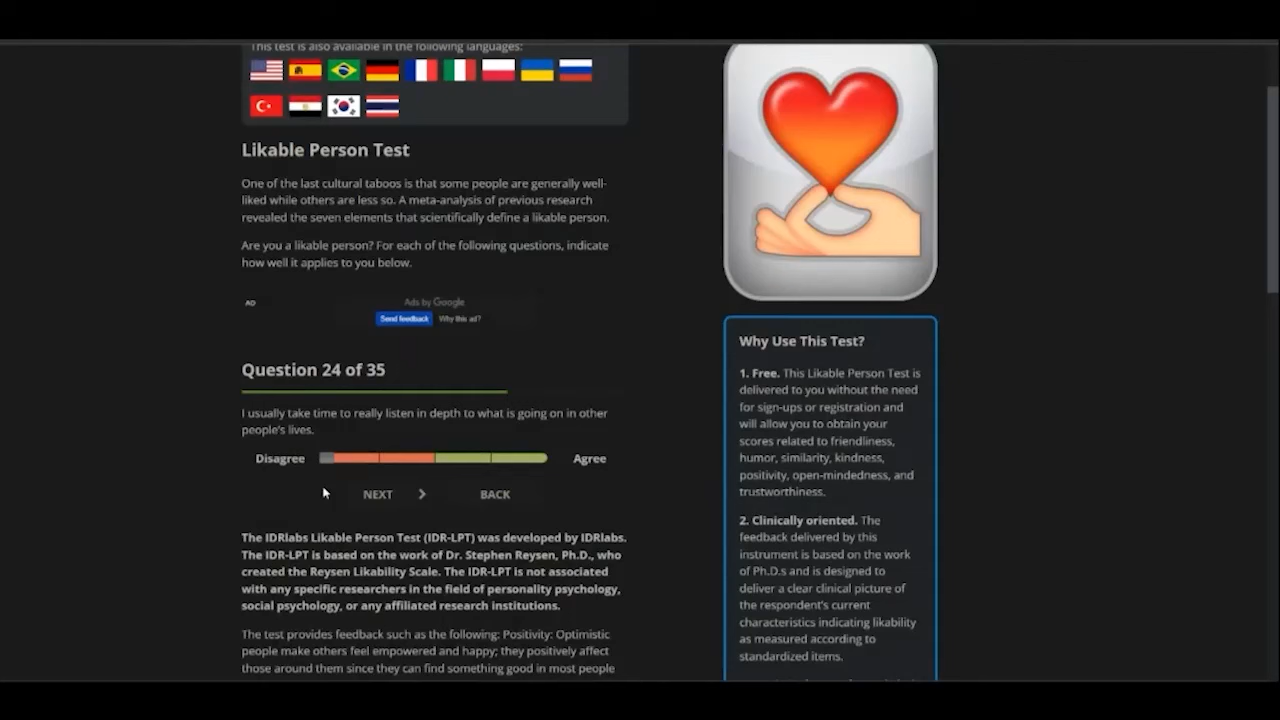 This test is also available in the following languages:
Likable Person Test
One of the last cultural taboos is that some people are generally well-
liked while others are less so. A meta-analysis of previous research
revealed the seven elements that scientifically define a likable person.
Are you a likable person? For each of the following questions, indicate
how well it applies to you below.
AD
Ads by Google
Send feedback Why this ad?
Question 24 of 35
I usually take time to really listen in depth to what is going on in other
people's lives.
Disagree Agree
NEXT BACK
The IDRlabs Likable Person Test (IDR-LPT) was developed by IDRlabs.
The IDR-LPT is based on the work of Dr. Stephen Reysen, Ph.D., who
created the Reysen Likability Scale. The IDR-LPT is not associated
with any specific researchers in the field of personality psychology,
social psychology, or any affiliated research institutions.
The test provides feedback such as the following: Positivity: Optimistic
people make others feel empowered and happy; they positively affect
those around them since they can find something good in most people
Why Use This Test?
1. Free. This Likable Person Test is
delivered to you without the need
for sign-ups or registration and
will allow you to obtain your
scores related to friendliness,
humor, similarity, kindness,
positivity, open-mindedness, and
trustworthiness.
2. Clinically oriented. The
feedback delivered by this
instrument is based on the work
of Ph.D.s and is designed to
deliver a clear clinical picture of
the respondent's current
characteristics indicating likability
as measured according to
standardized items.